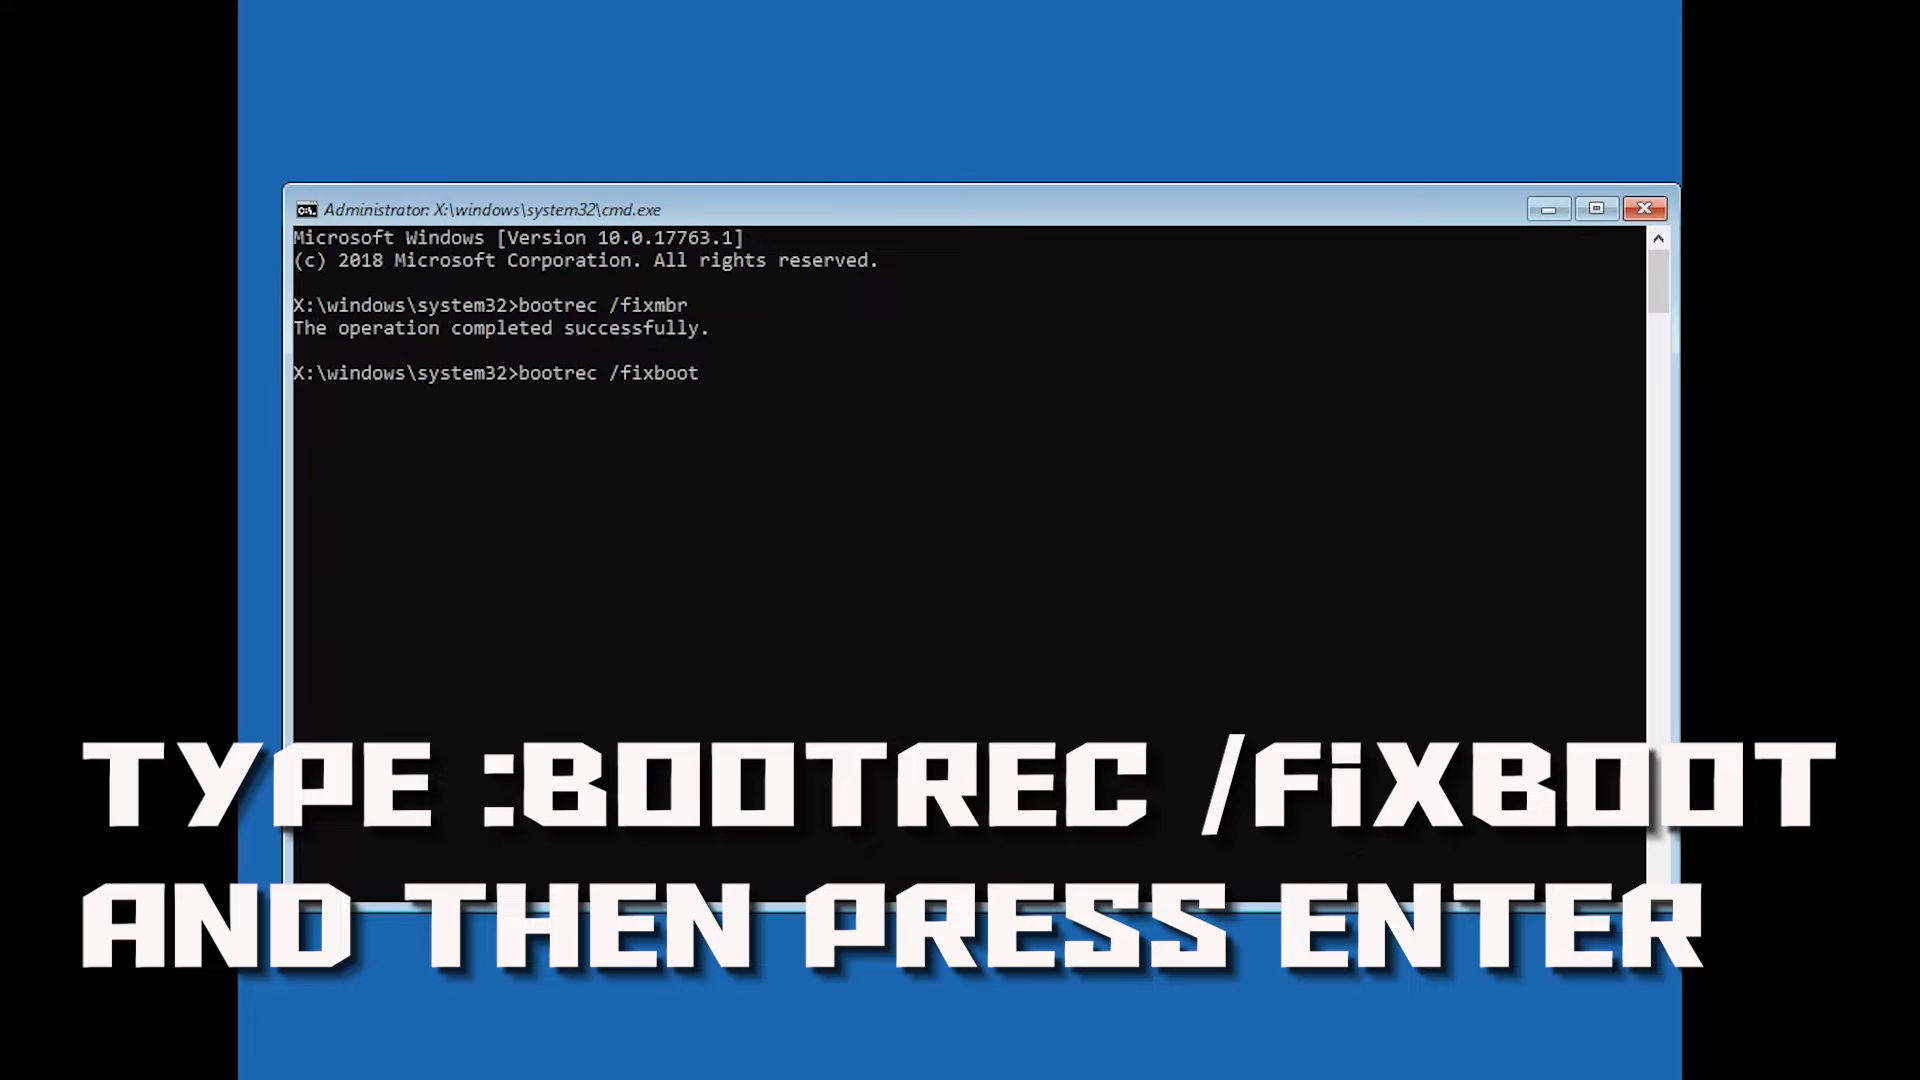 Administrator: X:\windows\system32\cmd.exe
Microsoft Windows [Version 10.0.17763.1]
(c) 2018 Microsoft Corporation. All rights reserved.
X:\windows\system32>bootrec /fixmbr
The operation completed successfully.
X:\windows\system32>bootrec /fixboot
TYPE :BOOTREC /FiXBOOT
AND THEN PRESS ENTER